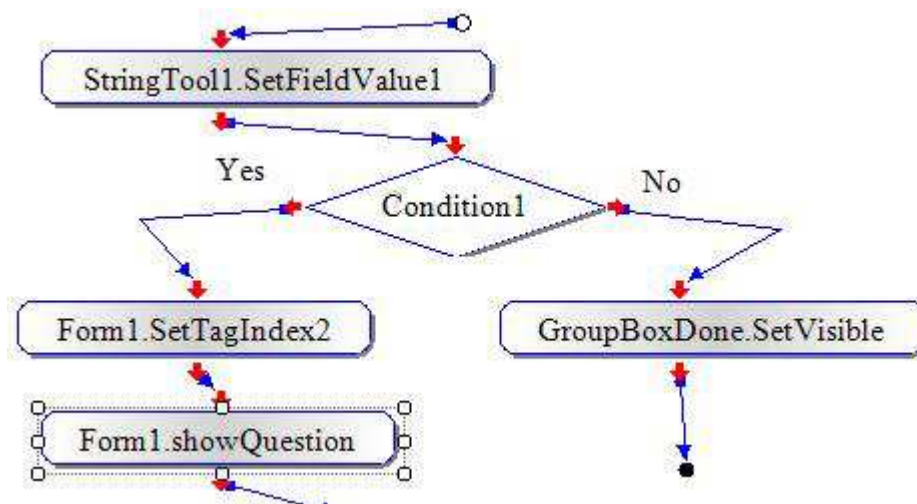 StringTool1.SetFieldValue1
Yes
No
Condition1
Form1.SetTagIndex2
GroupBoxDone.SetVisible
Form1.showQuestion